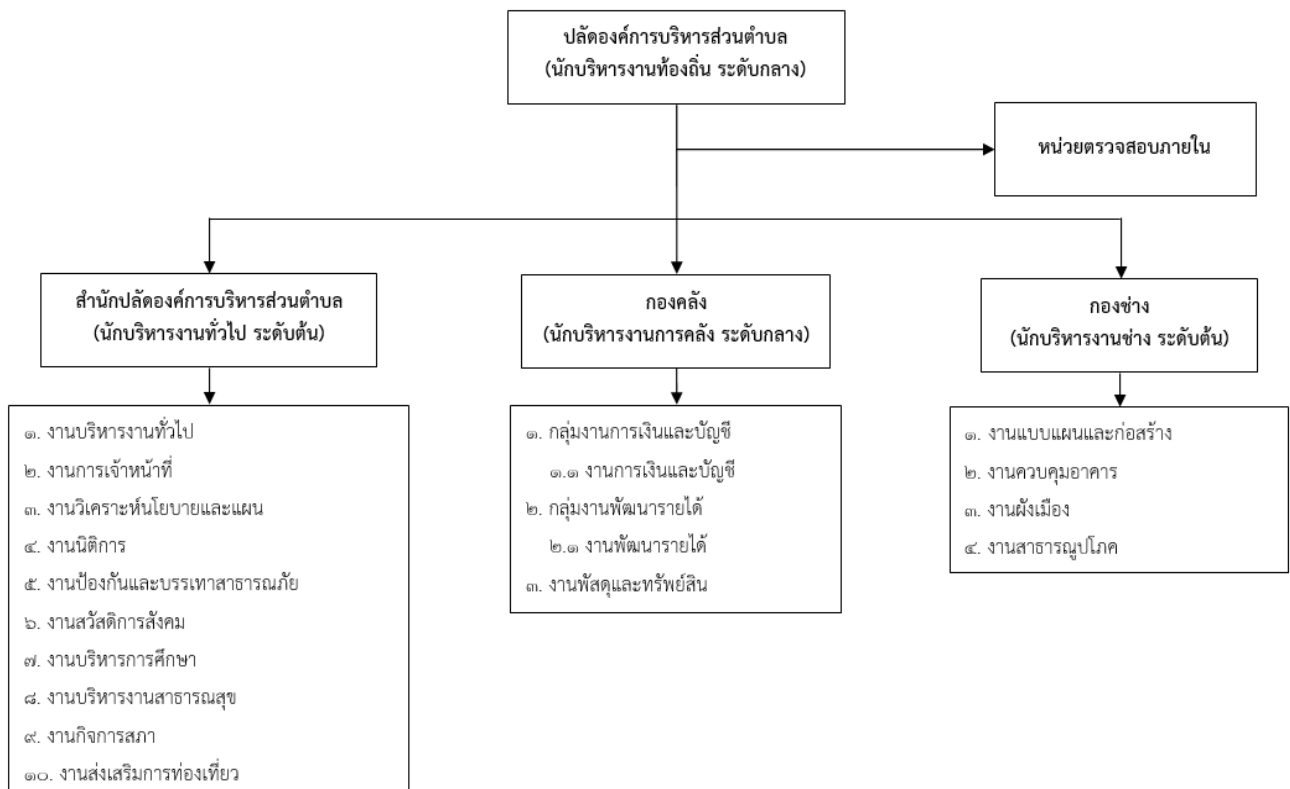 ปลัดองค์การบริหารส่วนตำบล
(นักบริหารงานท้องถิ่น ระดับกลาง)
หน่วยตรวจสอบภายใน
สำนักปลัดองค์การบริหารส่วนตำบล
(นักบริหารงานทั่วไป ระดับต้น)
กองคลัง
(นักบริหารงานการคลัง ระดับกลาง)
กองช่าง
(นักบริหารงานช่าง ระดับต้น)
๑. งานบริหารงานทั่วไป
๒. งานการเจ้าหน้าที่
๓. งานวิเคราะห์นโยบายและแผน
๔. งานนิติการ
๕. งานป้องกันและบรรเทาสาธารณภัย
๖. งานสวัสดิการสังคม
๗. งานบริหารการศึกษา
๘. งานบริหารงานสาธารณสุข
๙. งานกิจการสภา
๑๐. งานส่งเสริมการท่องเที่ยว
๑. กลุ่มงานการเงินและบัญชี
๑.๑ งานการเงินและบัญชี
๒. กลุ่มงานพัฒนารายได้
๒.๑ งานพัฒนารายได้
๓. งานพัสดุและทรัพย์สิน
๑. งานแบบแผนและก่อสร้าง
๒. งานควบคุมอาคาร
๓. งานผังเมือง
๔. งานสาธารณูปโภค